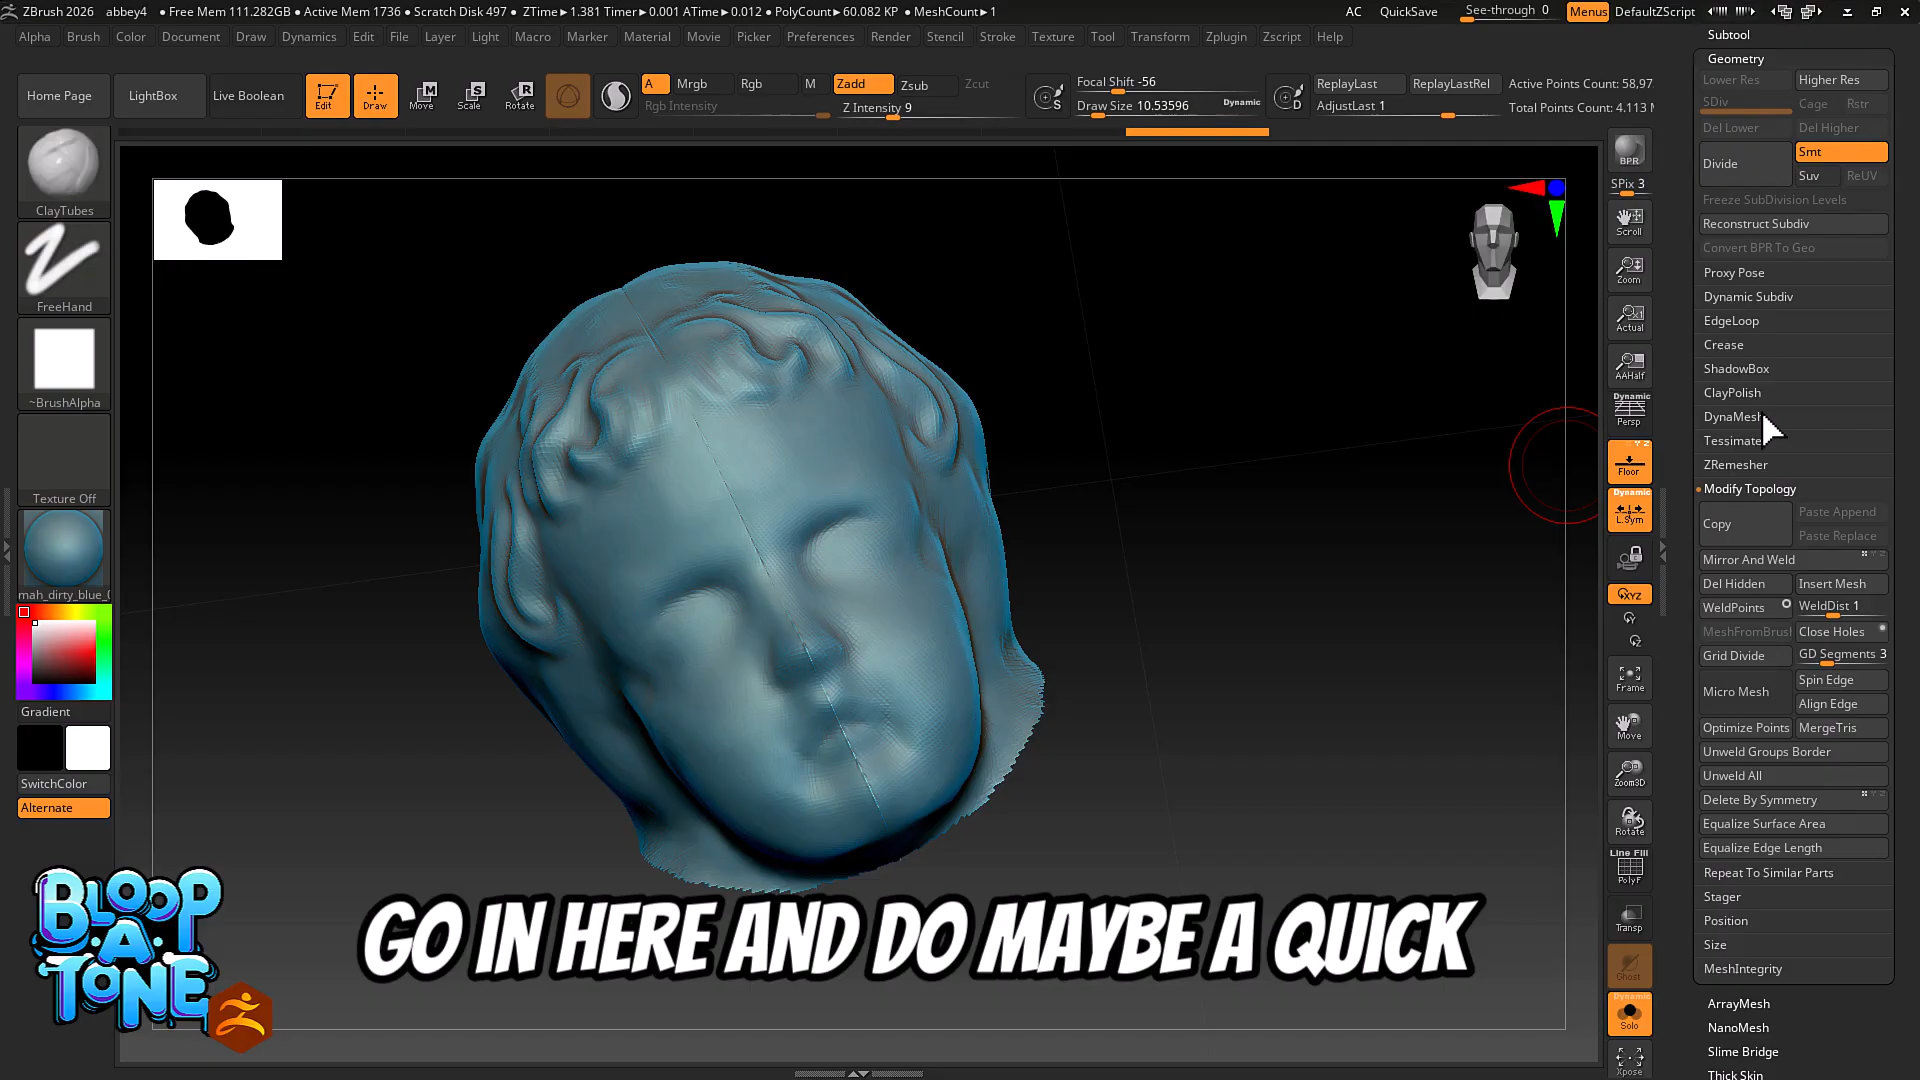 ZBrush 2026 abbey4 • Free Mem 111.282GB • Active Mem 1736 • Scratch Disk 497 • ZTime▸1.381 Timer▸0.001 ATime▸0.012 • PolyCount▸60.082 KP • MeshCount▸1
AC QuickSave See-through 0 Menus DefaultZScript
Alpha Brush Color Document Draw Dynamics Edit File Layer Light Macro Marker Material Movie Picker Preferences Render Stencil Stroke Texture Tool Transform Zplugin Zscript Help
Home Page LightBox Live Boolean Edit Draw Move Scale Rotate
A Mrgb Rgb M Zadd Zsub Zcut
Rgb Intensity Z Intensity 9
Focal Shift -56
Draw Size 10.53596 Dynamic
S D
ReplayLast ReplayLastRel Active Points Count: 58,97
AdjustLast 1 Total Points Count: 4.113 M
ClayTubes
FreeHand
~BrushAlpha
Texture Off
mah_dirty_blue_0
Gradient
SwitchColor
Alternate
BPR
SPix 3
Scroll
Zoom
Actual
AAHalf
Dynamic
Persp
Floor
Dynamic
L.Sym
XYZ
Frame
Move
Zoom3D
Rotate
Line Fill
PolyF
Transp
Ghost
Dynamic
Solo
Xpose
Subtool
Geometry
Lower Res Higher Res
SDiv Cage Rstr
Del Lower Del Higher
Divide Smt
Suv ReUV
Freeze SubDivision Levels
Reconstruct Subdiv
Convert BPR To Geo
Proxy Pose
Dynamic Subdiv
EdgeLoop
Crease
ShadowBox
ClayPolish
DynaMesh
Tessimate
ZRemesher
Modify Topology
Copy Paste Append
Paste Replace
Mirror And Weld
Del Hidden Insert Mesh
WeldPoints WeldDist 1
MeshFromBrush Close Holes
Grid Divide GD Segments 3
Micro Mesh Spin Edge
Align Edge
Optimize Points MergeTris
Unweld Groups Border
Unweld All
Delete By Symmetry
Equalize Surface Area
Equalize Edge Length
Repeat To Similar Parts
Stager
Position
Size
MeshIntegrity
ArrayMesh
NanoMesh
Slime Bridge
Thick Skin
BLOOP
·A·
TONE
GO IN HERE AND DO MAYBE A QUICK